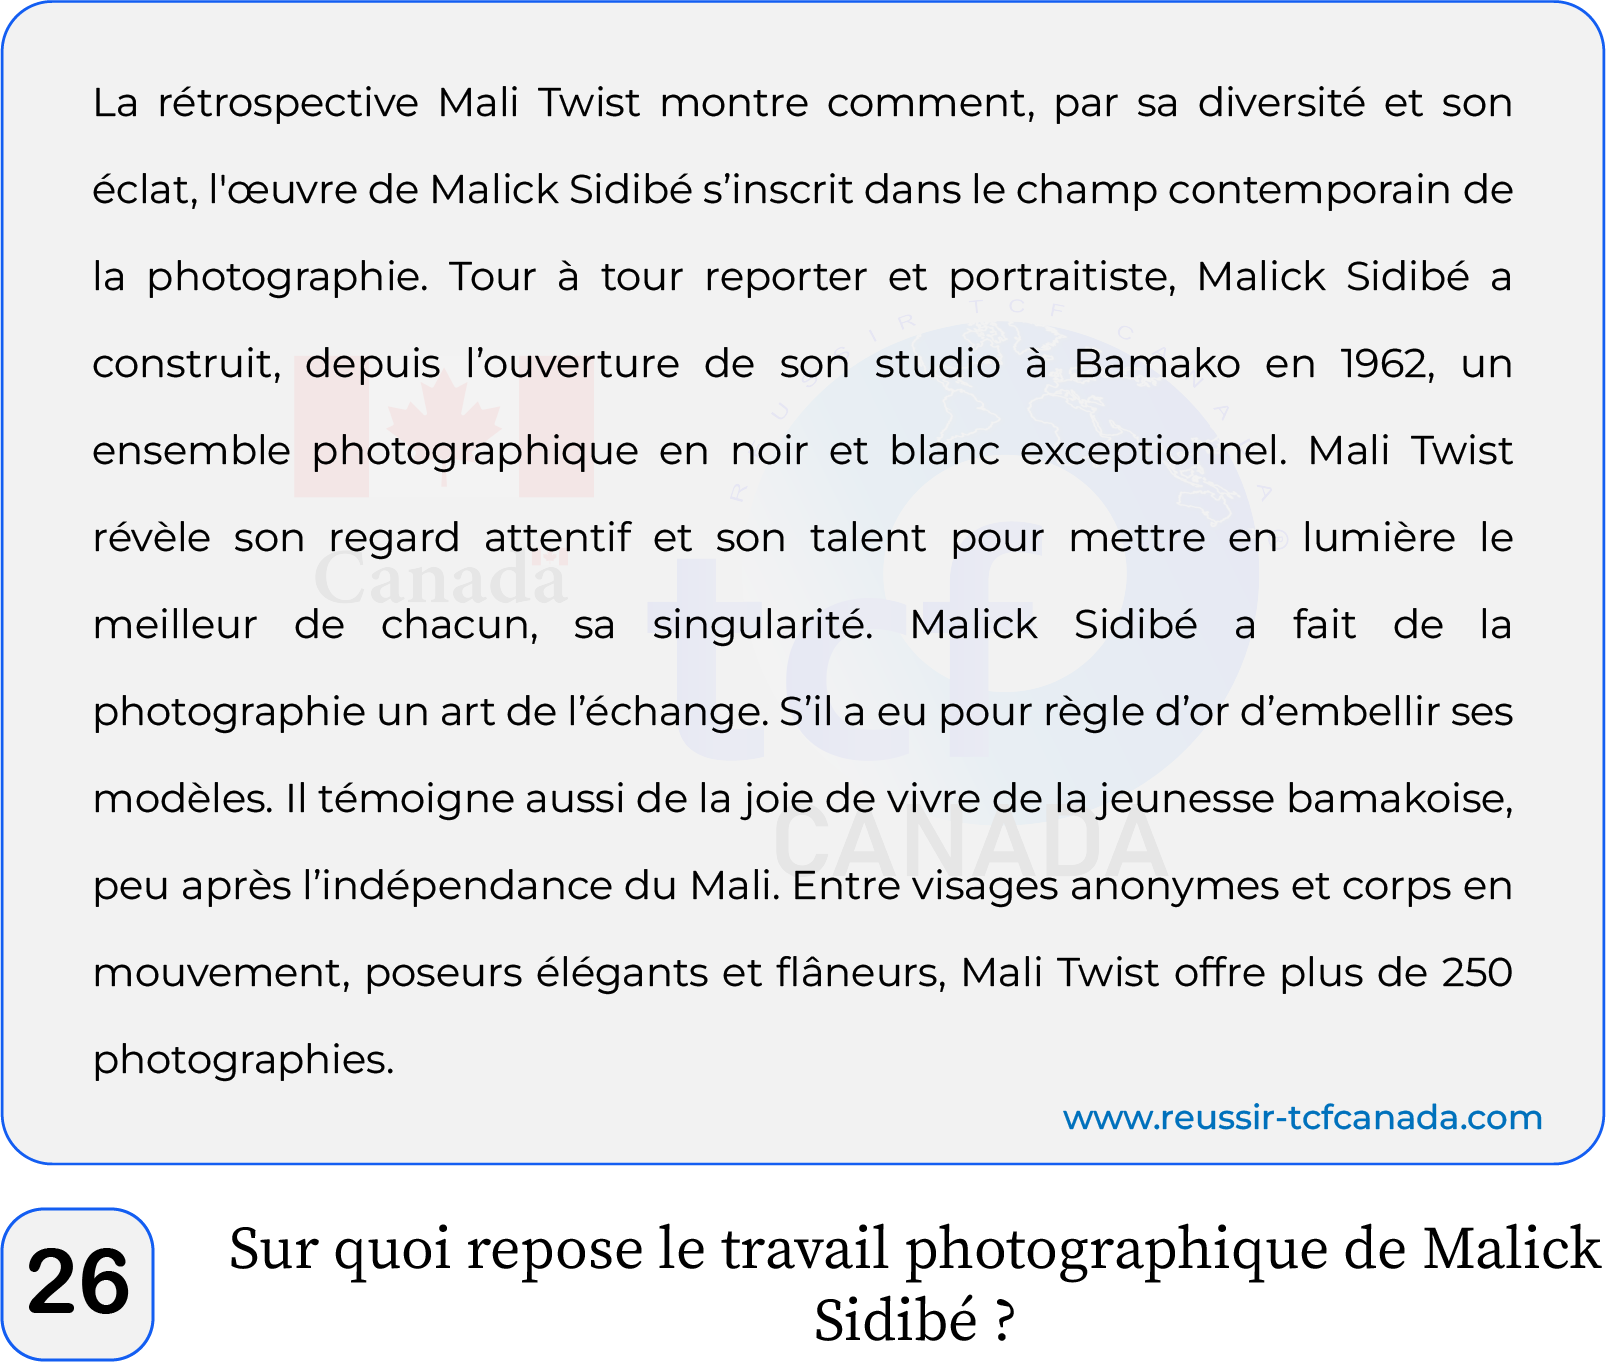 La rétrospective Mali Twist montre comment, par sa diversité et son
éclat, l'œuvre de Malick Sidibé s’inscrit dans le champ contemporain de
la photographie. Tour à tour reporter et portraitiste, Malick Sidibé a
construit, depuis l’ouverture de son studio à Bamako en 1962, un
ensemble photographique en noir et blanc exceptionnel. Mali Twist
révèle son regard attentif et son talent pour mettre en lumière le
meilleur de chacun, sa singularité. Malick Sidibé a fait de la
photographie un art de l’échange. S’il a eu pour règle d’or d’embellir ses
modèles. Il témoigne aussi de la joie de vivre de la jeunesse bamakoise,
peu après l’indépendance du Mali. Entre visages anonymes et corps en
mouvement, poseurs élégants et flâneurs, Mali Twist offre plus de 250
photographies.
Canada
tcf
CANADA
www.reussir-tcfcanada.com
26
Sur quoi repose le travail photographique de Malick
Sidibé ?